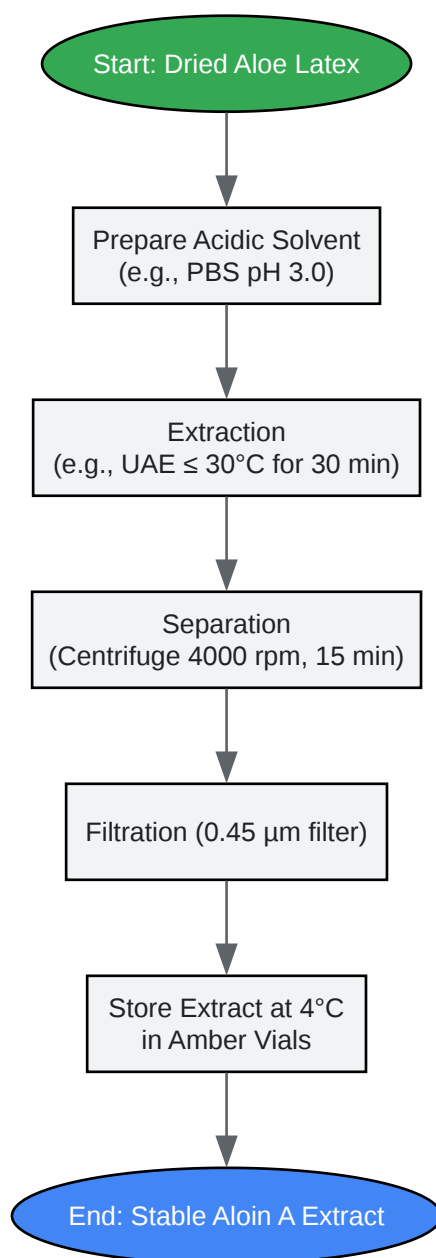 Start: Dried Aloe Latex
Prepare Acidic Solvent
(e.g., PBS pH 3.0)
Extraction
(e.g., UAE ≤ 30°C for 30 min)
Separation
(Centrifuge 4000 rpm, 15 min)
Filtration (0.45 µm filter)
Store Extract at 4°C
in Amber Vials
End: Stable Aloin A Extract